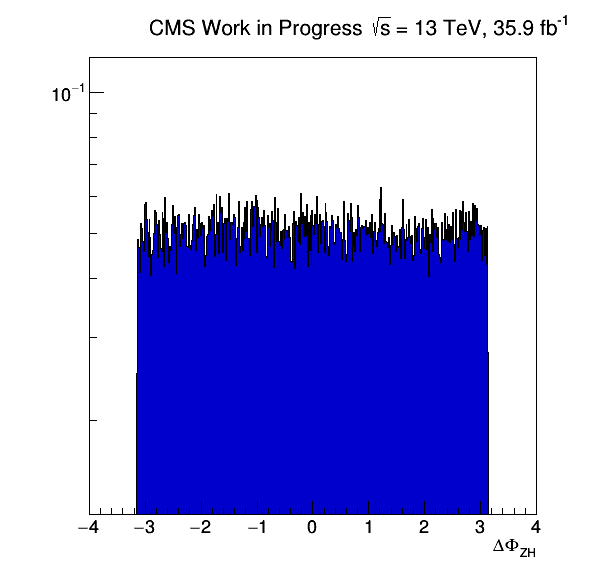 CMS Work in Progress √s = 13 TeV, 35.9 fb⁻¹
10⁻¹
−4 −3 −2 −1 0 1 2 3 4
ΔΦ_ZH